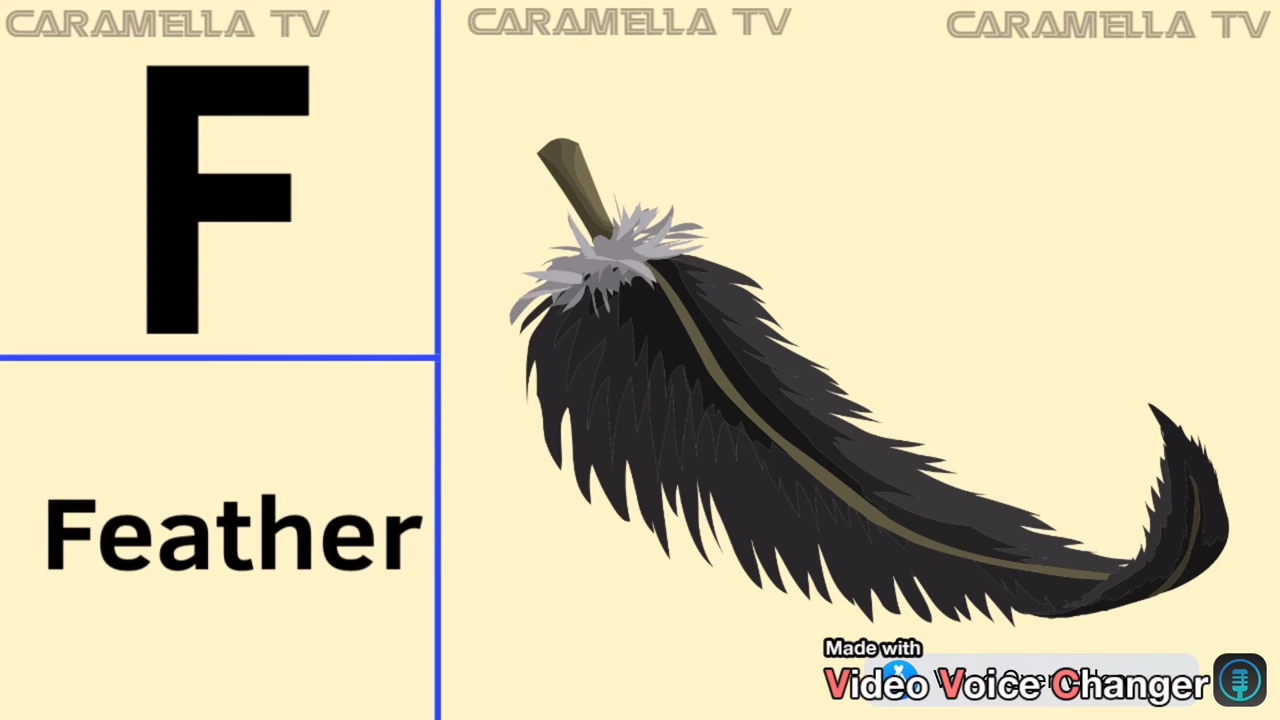 CARAMELLA TV
CARAMELLA TV
CARAMELLA TV
F
Feather
Made with
Video Voice Changer